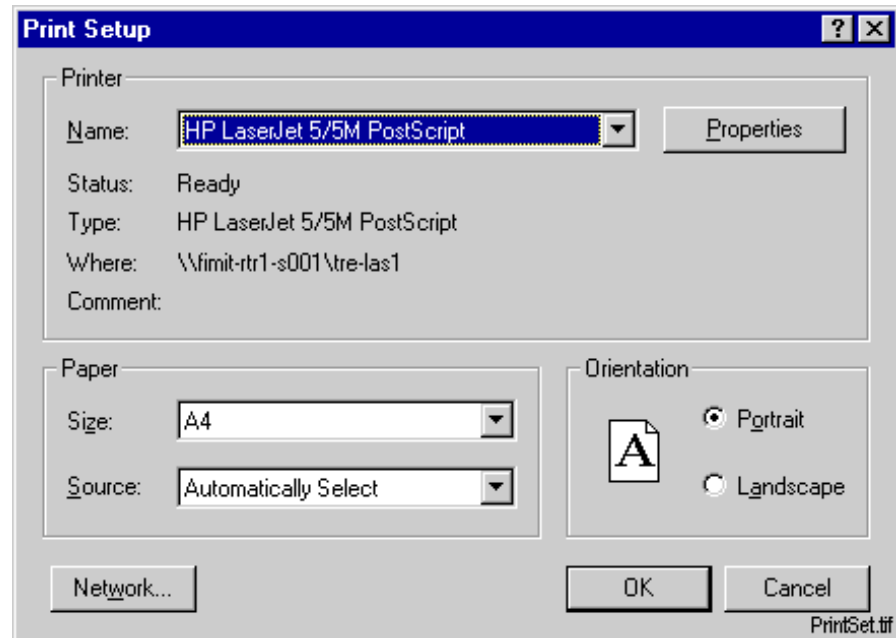 Print Setup
Printer
Name: HP LaserJet 5/5M PostScript Properties
Status: Ready
Type: HP LaserJet 5/5M PostScript
Where: \\fimit-rtr1-s001\tre-las1
Comment:
Paper
Size: A4
Source: Automatically Select
Orientation
A
Portrait
Landscape
Network... OK Cancel
PrintSet.tif